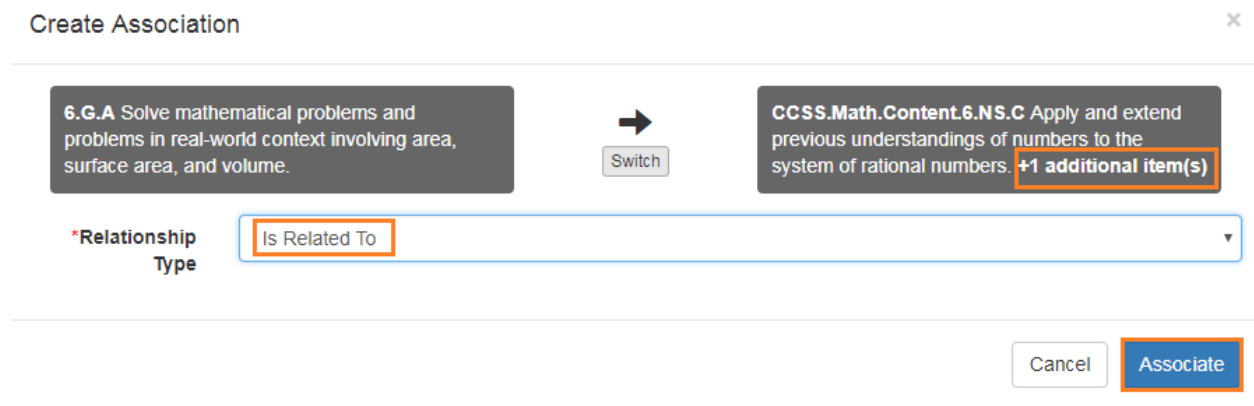 Create Association
×
6.G.A Solve mathematical problems and
problems in real-world context involving area,
surface area, and volume.
Switch
CCSS.Math.Content.6.NS.C Apply and extend
previous understandings of numbers to the
system of rational numbers. +1 additional item(s)
*Relationship
Type
Is Related To
Cancel
Associate